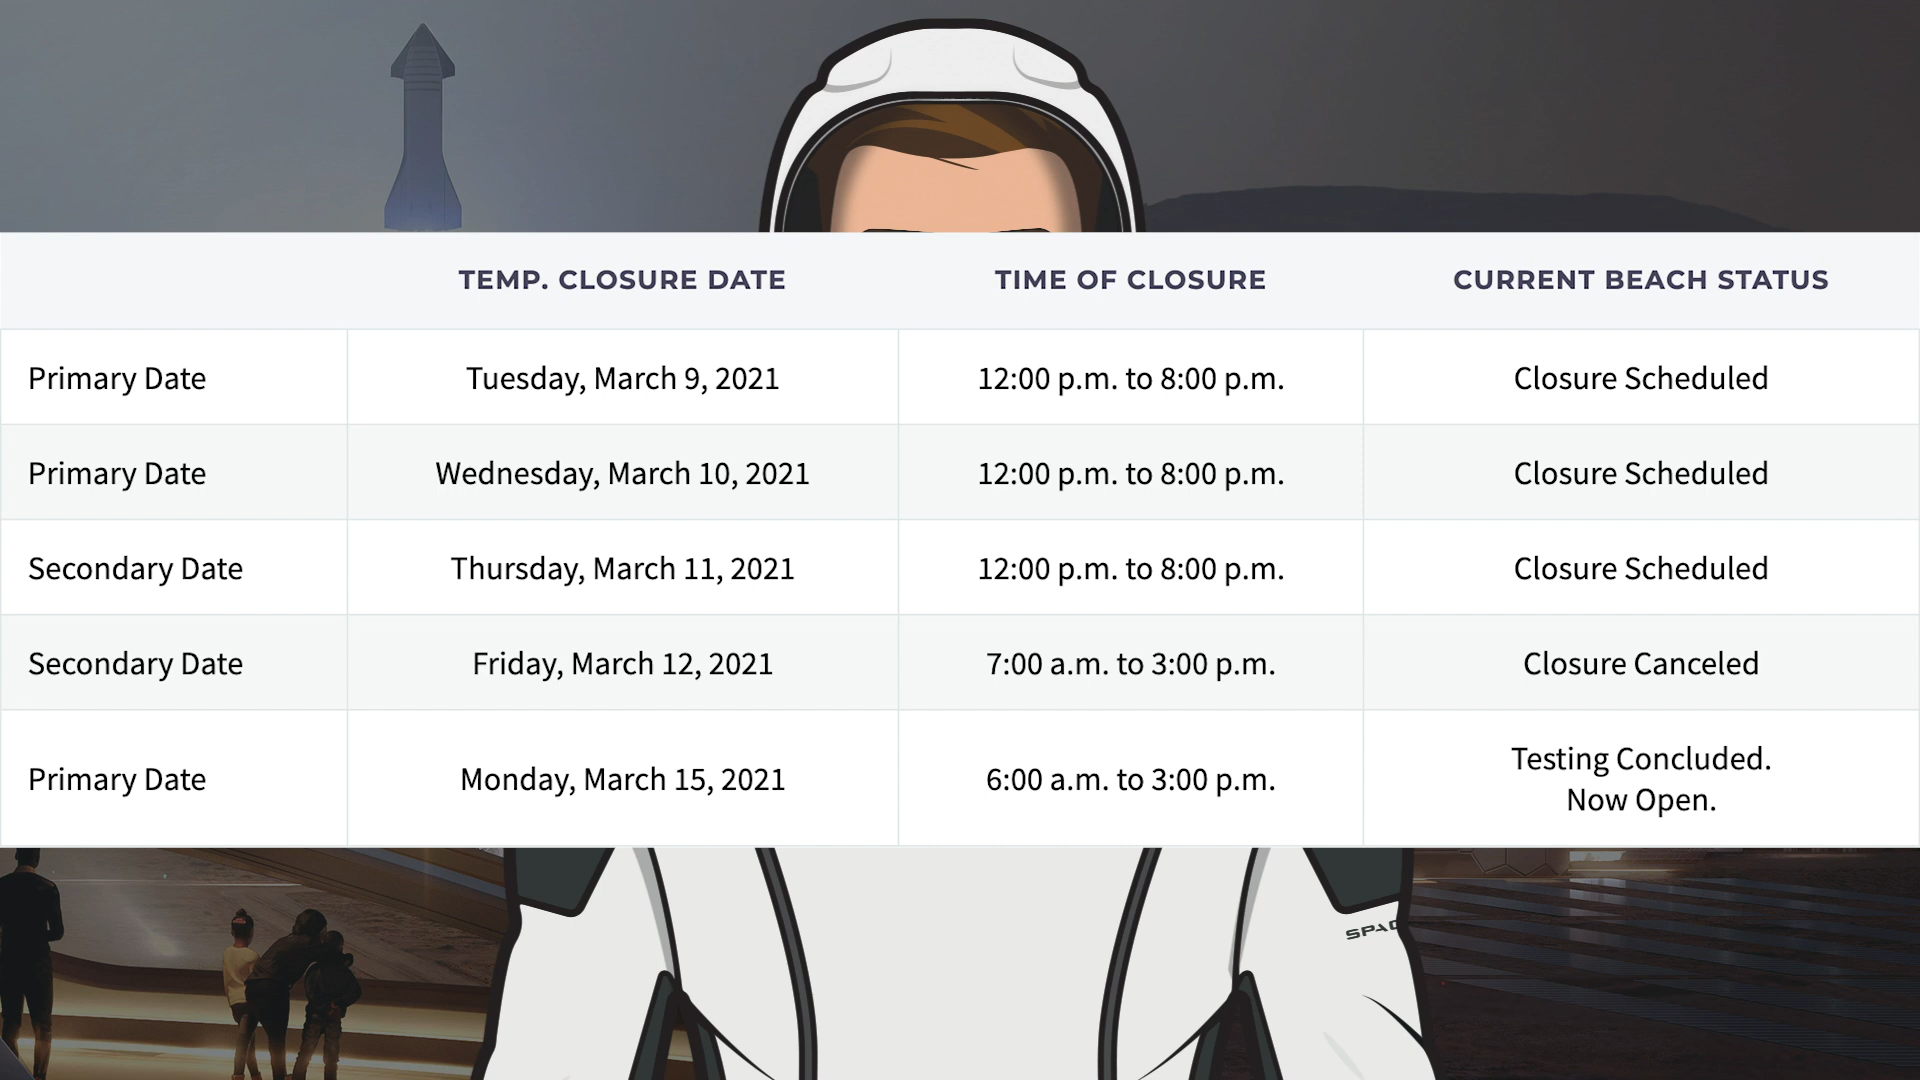 TEMP. CLOSURE DATE TIME OF CLOSURE CURRENT BEACH STATUS
Primary Date Tuesday, March 9, 2021 12:00 p.m. to 8:00 p.m. Closure Scheduled
Primary Date Wednesday, March 10, 2021 12:00 p.m. to 8:00 p.m. Closure Scheduled
Secondary Date Thursday, March 11, 2021 12:00 p.m. to 8:00 p.m. Closure Scheduled
Secondary Date Friday, March 12, 2021 7:00 a.m. to 3:00 p.m. Closure Canceled
Primary Date Monday, March 15, 2021 6:00 a.m. to 3:00 p.m. Testing Concluded.
Now Open.
SPAC